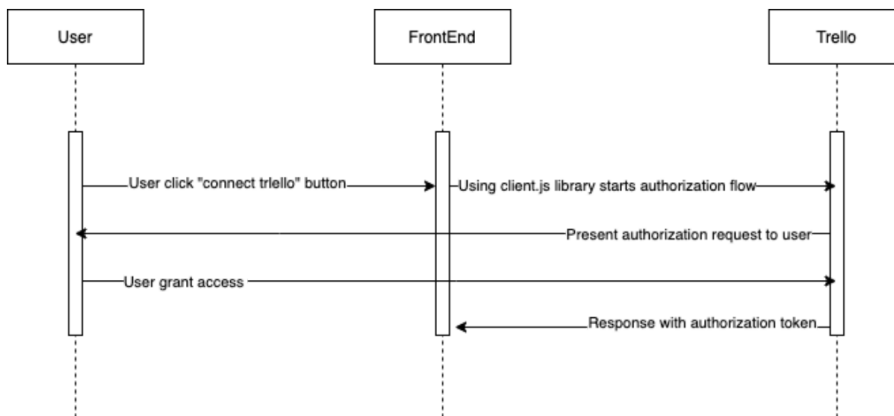 User
FrontEnd
Trello
User click "connect trlello" button
Using client.js library starts authorization flow
Present authorization request to user
User grant access
Response with authorization token